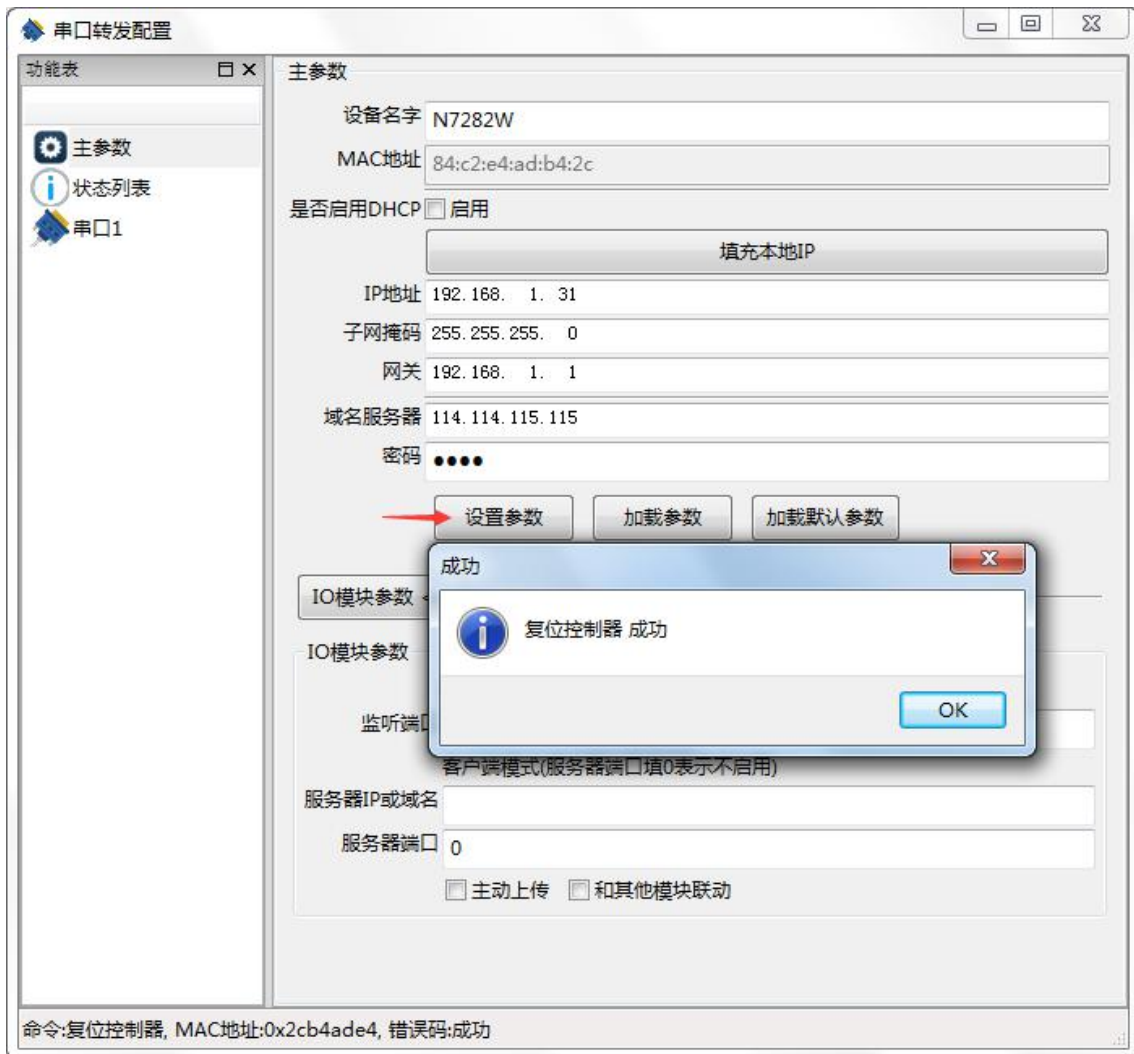 串口转发配置
功能表
主参数
状态列表
串口1
主参数
设备名字 N7282W
MAC地址 84:c2:e4:ad:b4:2c
是否启用DHCP 启用
填充本地IP
IP地址 192.168. 1. 31
子网掩码 255.255.255. 0
网关 192.168. 1. 1
域名服务器 114.114.115.115
密码 ●●●●
设置参数 加载参数 加载默认参数
成功
复位控制器 成功
OK
IO模块参数 <
IO模块参数
监听端口
客户端模式(服务器端口填0表示不启用)
服务器IP或域名
服务器端口 0
主动上传 和其他模块联动
命令:复位控制器, MAC地址:0x2cb4ade4, 错误码:成功